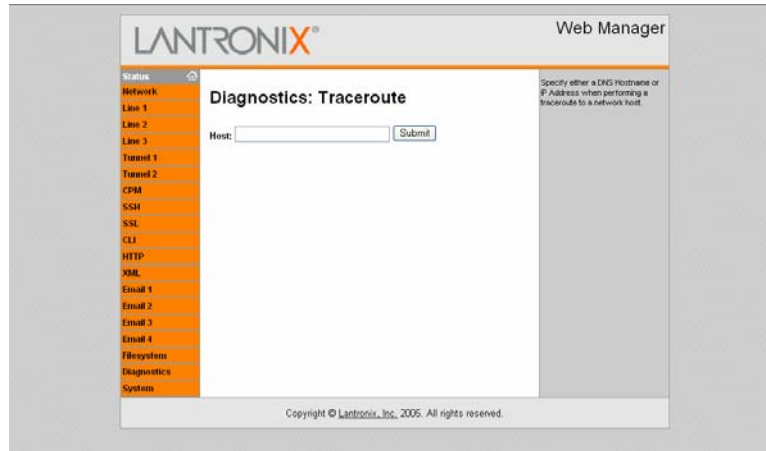 LANTRONIX®
Web Manager
Status
Network
Line 1
Line 2
Line 3
Tunnel 1
Tunnel 2
CPM
SSH
SSL
CLI
HTTP
XML
Email 1
Email 2
Email 3
Email 4
Filesystem
Diagnostics
System
Diagnostics: Traceroute
Host:
Submit
Specify either a DNS Hostname or
IP Address when performing a
traceroute to a network host.
Copyright © Lantronix, Inc. 2005. All rights reserved.